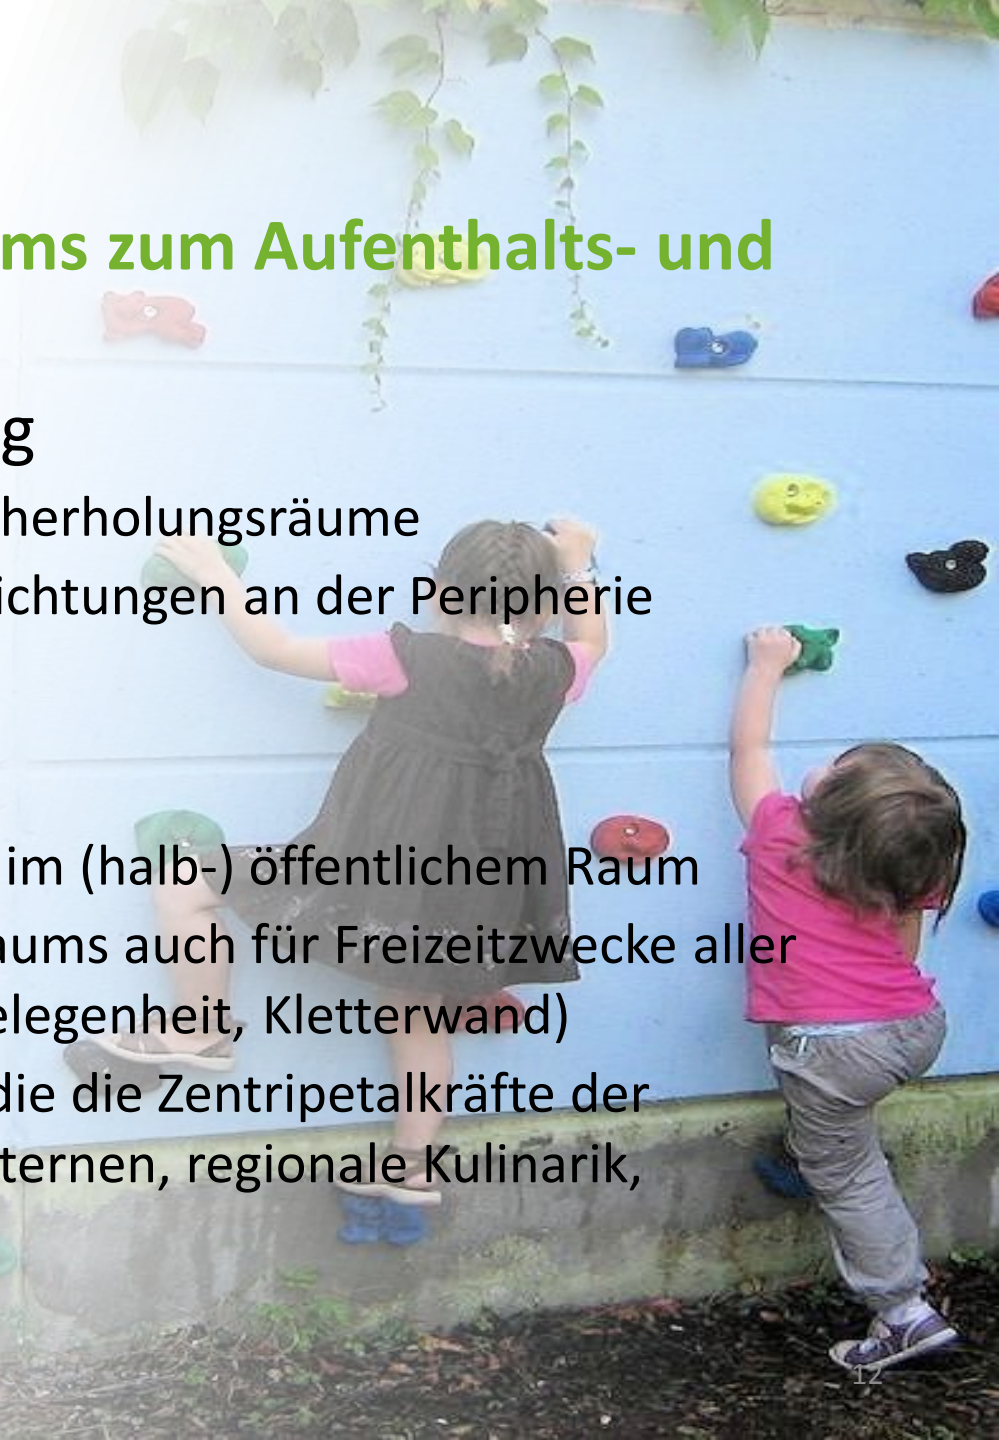 ms zum Aufenthalts- und
g
herholungsräume
ichtungen an der Peripherie
im (halb-) öffentlichem Raum
aums auch für Freizeitzwecke aller
elegenheit, Kletterwand)
die die Zentripetalkräfte der
ternen, regionale Kulinarik,
12